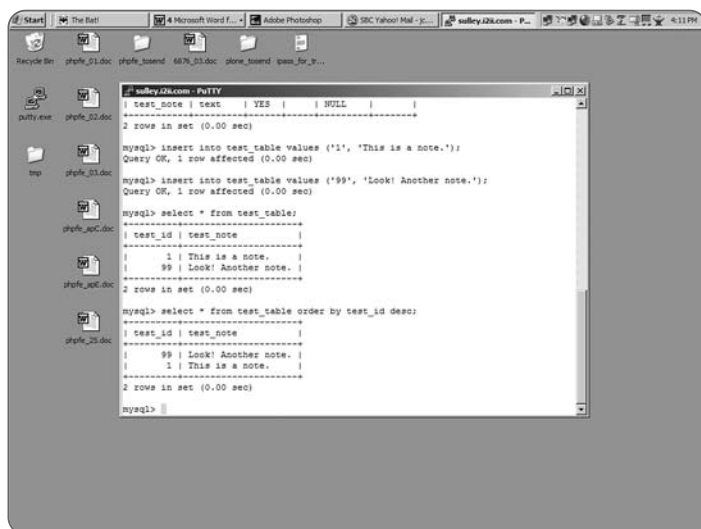 Start The Bat! 4 Microsoft Word f... Adobe Photoshop SBC Yahoo! Mail - jc... sulley.i2ii.com - P... 4:11 PM
Recycle Bin phpfe_01.doc phpfe_tosend 6876_03.doc plone_tosend ipass_for_tr...
putty.exe phpfe_02.doc
tmp phpfe_03.doc
phpfe_apC.doc
phpfe_apE.doc
phpfe_25.doc
sulley.i2ii.com - PuTTY
| test_note | text | YES | | NULL | |
+-----------+---------+------+-----+---------+-------+
2 rows in set (0.00 sec)
mysql> insert into test_table values ('1', 'This is a note.');
Query OK, 1 row affected (0.00 sec)
mysql> insert into test_table values ('99', 'Look! Another note.');
Query OK, 1 row affected (0.00 sec)
mysql> select * from test_table;
+---------+---------------------+
| test_id | test_note |
+---------+---------------------+
| 1 | This is a note. |
| 99 | Look! Another note. |
+---------+---------------------+
2 rows in set (0.00 sec)
mysql> select * from test_table order by test_id desc;
+---------+---------------------+
| test_id | test_note |
+---------+---------------------+
| 99 | Look! Another note. |
| 1 | This is a note. |
+---------+---------------------+
2 rows in set (0.00 sec)
mysql>